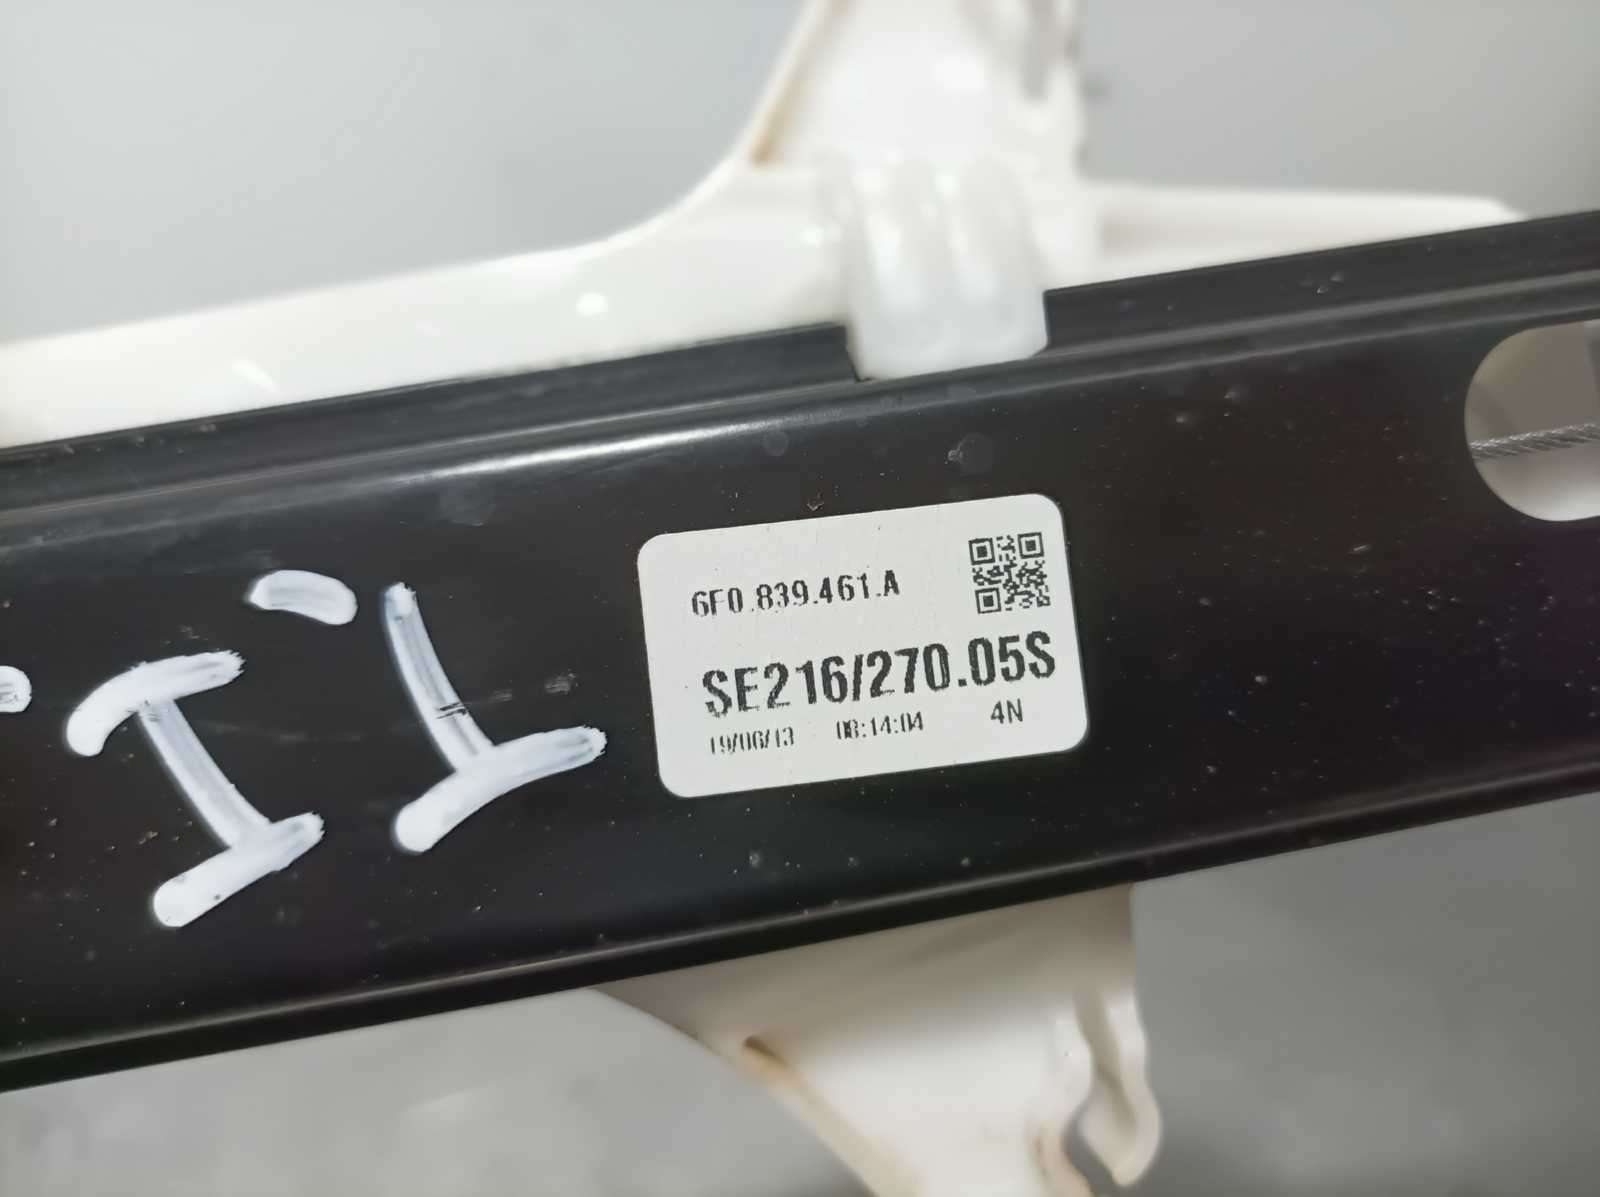 6F0.839.461.A
SE216/270.05S
19/06/13 08:14:04 4N